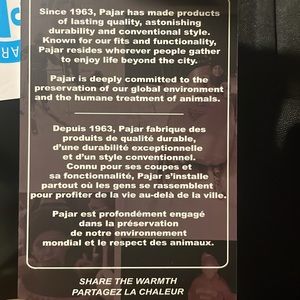 Since 1963, Pajar has made products
of lasting quality, astonishing
durability and conventional style.
Known for our fits and functionality,
Pajar resides wherever people gather
to enjoy life beyond the city.
Pajar is deeply committed to the
preservation of our global environment
and the humane treatment of animals.
Depuis 1963, Pajar fabrique des
produits de qualité durable,
d'une durabilité exceptionnelle
et d'un style conventionnel.
Connu pour ses coupes et
sa fonctionnalité, Pajar s'installe
partout où les gens se rassemblent
pour profiter de la vie au-delà de la ville.
Pajar est profondément engagé
dans la préservation
de notre environnement
mondial et le respect des animaux.
SHARE THE WARMTH
PARTAGEZ LA CHALEUR